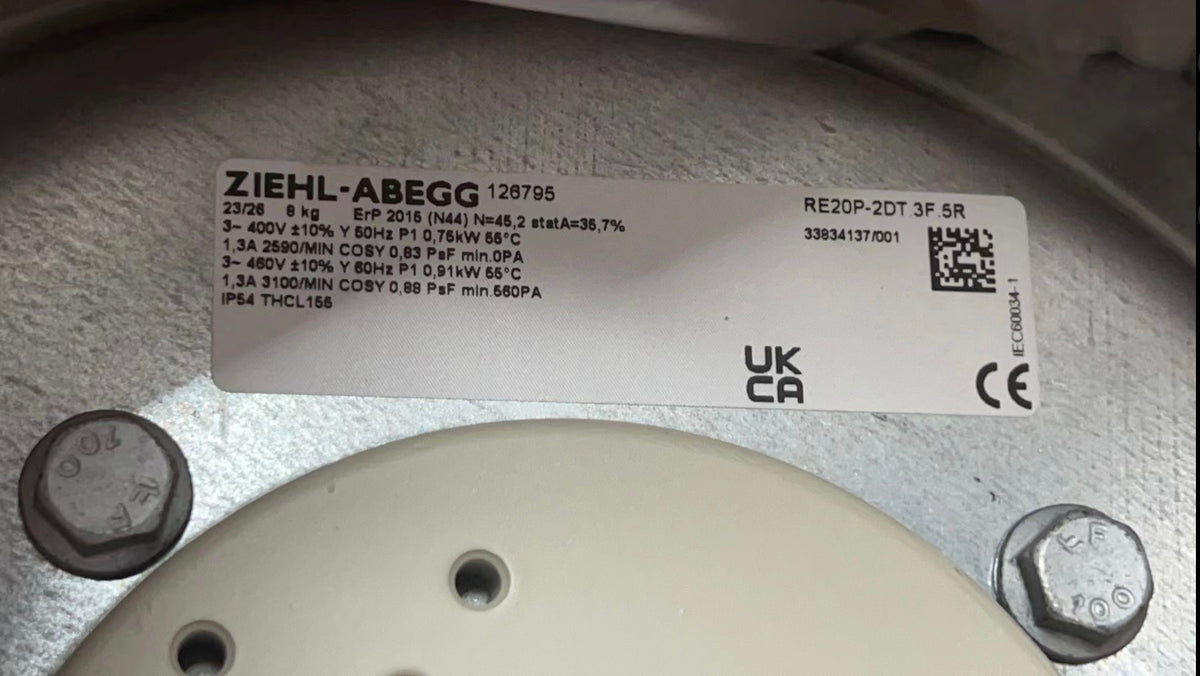 ZIEHL-ABEGG 126795
23/26 8 kg ErP 2015 (N44) N=45,2 statA=35,7%
3~ 400V ±10% Y 50Hz P1 0,75kW 55°C
1,3A 2590/MIN COSY 0,83 PsF min.0PA
3~ 460V ±10% Y 60Hz P1 0,91kW 55°C
1,3A 3100/MIN COSY 0,88 PsF min.560PA
IP54 THCL155
RE20P-2DT.3F.5R
33834137/001
IEC60034-1
UK
CA
CE